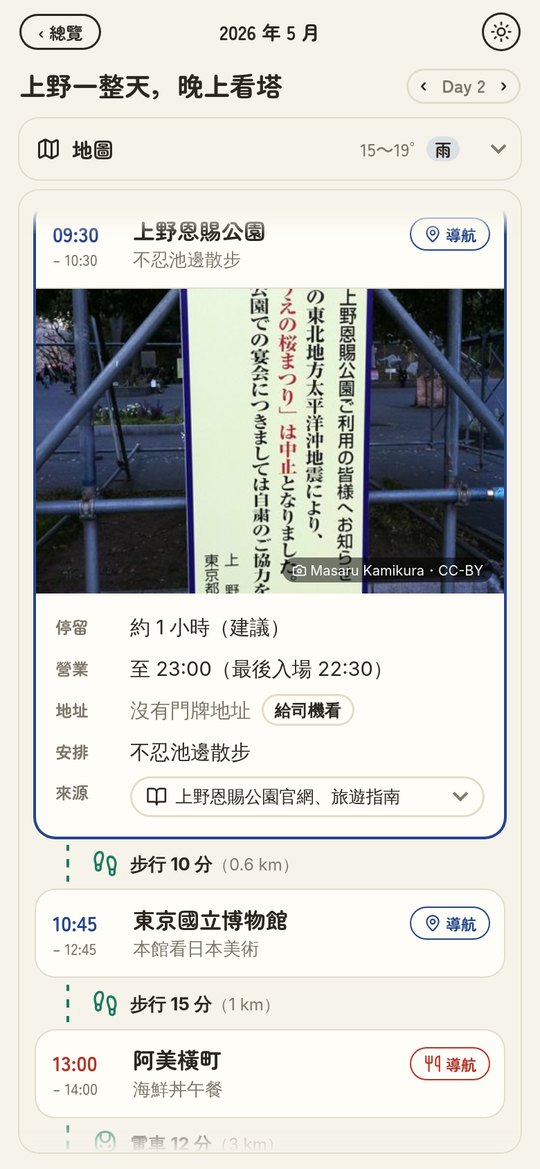 ‹ 總覽
2026 年 5 月
上野一整天，晚上看塔
‹ Day 2 ›
地圖
15～19°
雨
09:30
上野恩賜公園
導航
– 10:30
不忍池邊散步
上野恩賜公園ご利用の皆様へお知らせ
の東北地方太平洋沖地震により、
うえの桜まつり」は中止となりました
公園での宴会につきましては自粛のご協力を
上 野
東京都
Masaru Kamikura · CC-BY
停留
約 1 小時（建議）
營業
至 23:00（最後入場 22:30）
地址
沒有門牌地址
給司機看
安排
不忍池邊散步
來源
上野恩賜公園官網、旅遊指南
步行 10 分（0.6 km）
10:45
東京國立博物館
導航
– 12:45
本館看日本美術
步行 15 分（1 km）
13:00
阿美橫町
導航
– 14:00
海鮮丼午餐
電車 12 分（3 km）